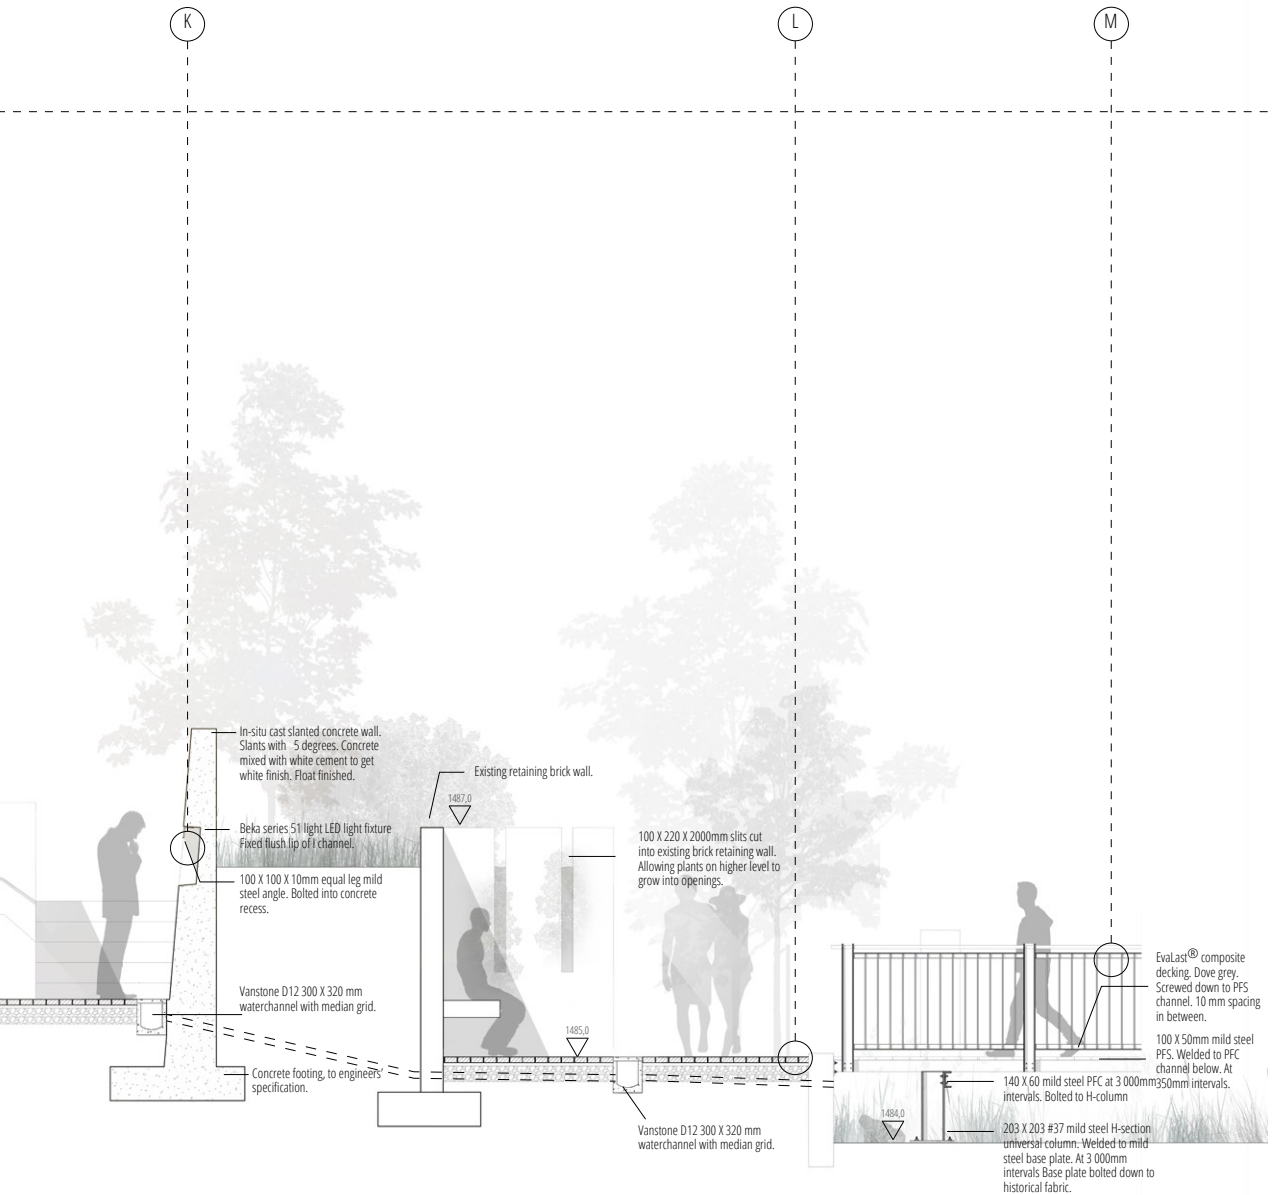 K
L
M
In-situ cast slanted concrete wall.
Slants with 5 degrees. Concrete
mixed with white cement to get
white finish. Float finished.
Existing retaining brick wall.
1487,0
Beka series 51 light LED light fixture
Fixed flush lip of I channel.
100 X 220 X 2000mm slits cut
into existing brick retaining wall.
Allowing plants on higher level to
grow into openings.
100 X 100 X 10mm equal leg mild
steel angle. Bolted into concrete
recess.
EvaLast® composite
decking. Dove grey.
Screwed down to PFS
channel. 10 mm spacing
in between.
Vanstone D12 300 X 320 mm
waterchannel with median grid.
1485,0
100 X 50mm mild steel
PFS. Welded to PFC
channel below. At
350mm intervals.
Concrete footing, to engineers'
specification.
140 X 60 mild steel PFC at 3 000mm
intervals. Bolted to H-column
1484,0
Vanstone D12 300 X 320 mm
waterchannel with median grid.
203 X 203 #37 mild steel H-section
universal column. Welded to mild
steel base plate. At 3 000mm
intervals Base plate bolted down to
historical fabric.